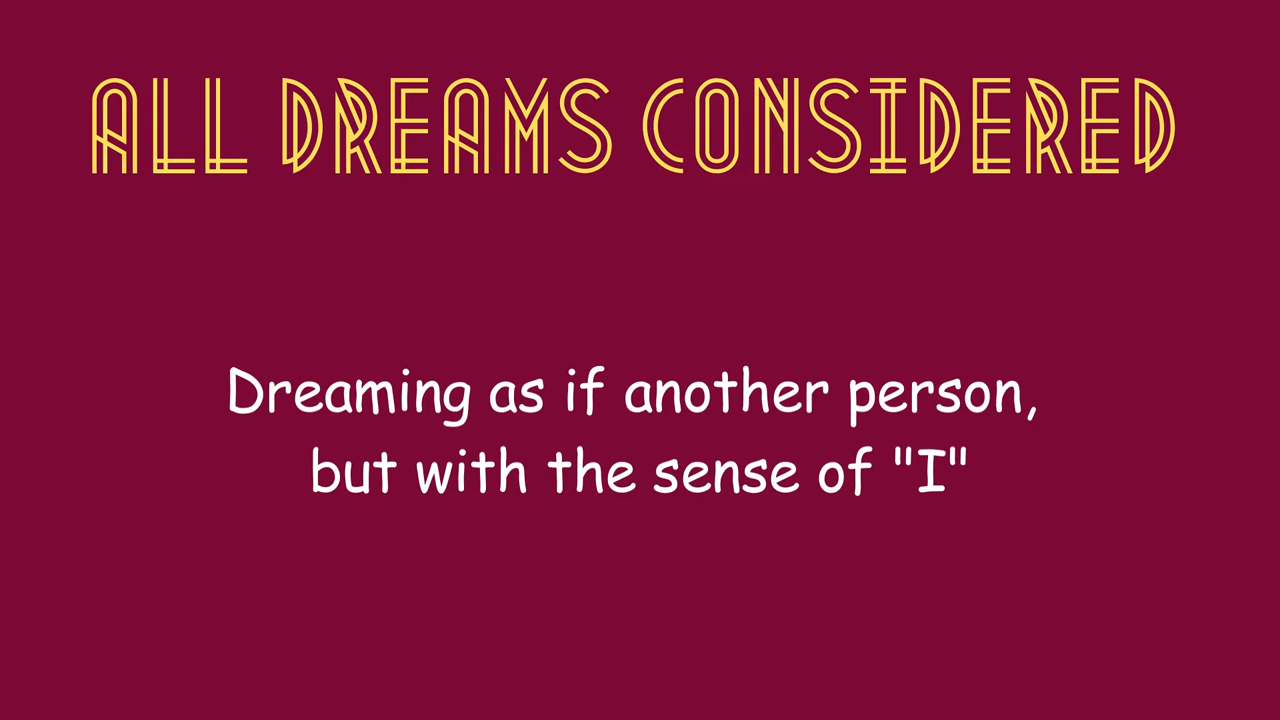 ALL DREAMS CONSIDERED
Dreaming as if another person,
but with the sense of "I"